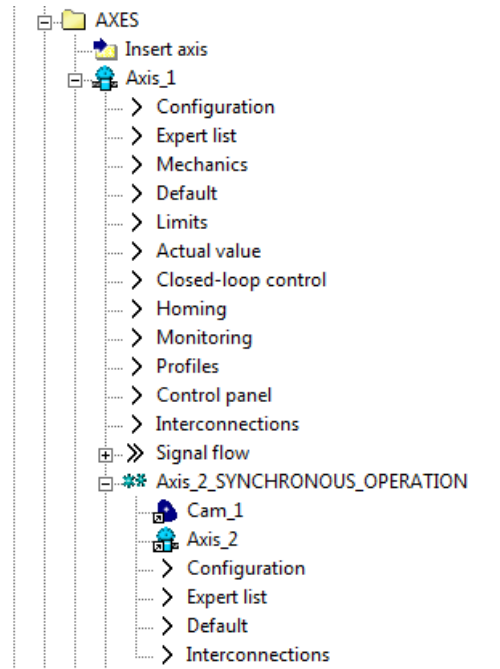 AXES
Insert axis
Axis_1
Configuration
Expert list
Mechanics
Default
Limits
Actual value
Closed-loop control
Homing
Monitoring
Profiles
Control panel
Interconnections
Signal flow
Axis_2_SYNCHRONOUS_OPERATION
Cam_1
Axis_2
Configuration
Expert list
Default
Interconnections